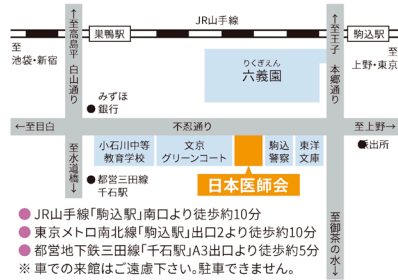 JR山手線
←至高島平
白山通り
巣鴨駅
←至王子
本郷通り
駒込駅
至
池袋・新宿
至
上野・東京
りくぎえん
六義園
みずほ
銀行
←至目白
不忍通り
至上野→
派出所
小石川中等
教育学校
文京
グリーンコート
駒込
警察
東洋
文庫
至水道橋→
都営三田線
千石駅
日本医師会
至御茶の水→
●JR山手線「駒込駅」南口より徒歩約10分
●東京メトロ南北線「駒込駅」出口2より徒歩約10分
●都営地下鉄三田線「千石駅」A3出口より徒歩約5分
※ 車での来館はご遠慮下さい。駐車できません。